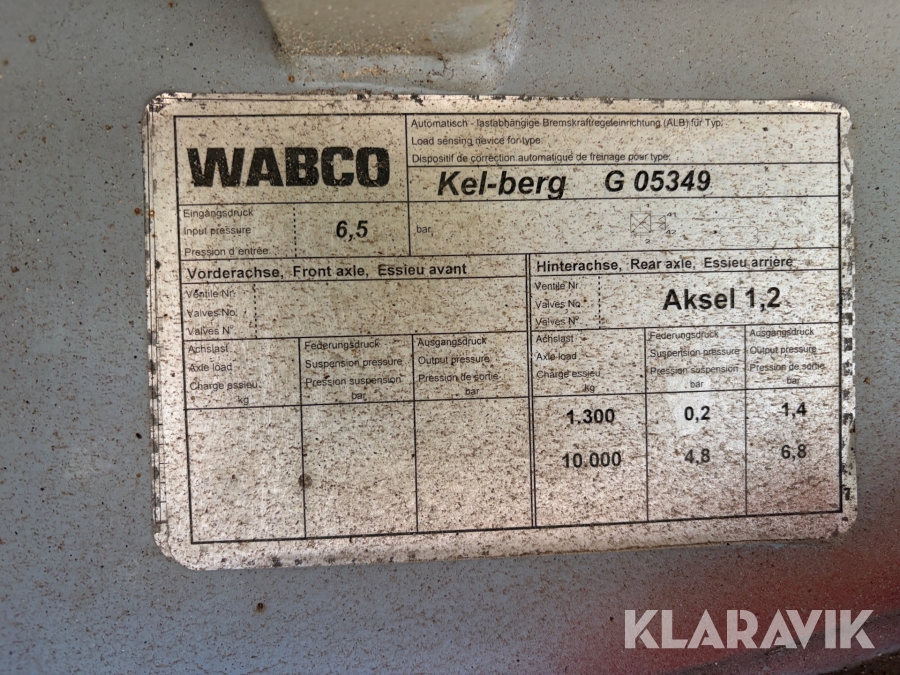 WABCO
Automatisch - lastabhängige Bremskraftregeleinrichtung (ALB) für Typ:
Load sensing device for type:
Dispositif de correction automatique de freinage pour type:
Kel-berg G 05349
Eingangsdruck
Input pressure
Pression d'entrée
6,5
bar
41
42
Vorderachse, Front axle, Essieu avant
Ventile Nr.
Valves No.
Valves N°
Hinterachse, Rear axle, Essieu arrière
Ventile Nr.
Valves No.
Valves N°
Aksel 1,2
Achslast
Axle load
Charge essieu
kg
Federungsdruck
Suspension pressure
Pression suspension
bar
Ausgangsdruck
Output pressure
Pression de sortie
bar
Achslast
Axle load
Charge essieu
kg
Federungsdruck
Suspension pressure
Pression suspension
bar
Ausgangsdruck
Output pressure
Pression de sortie
bar
1.300 0,2 1,4
10.000 4,8 6,8
KLARAVIK